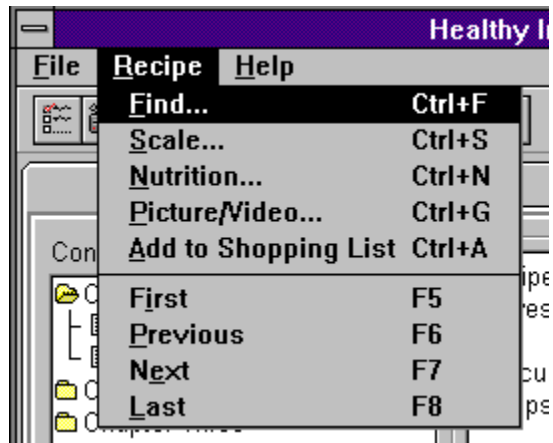 Healthy
File Recipe Help
Find... Ctrl+F
Scale... Ctrl+S
Nutrition... Ctrl+N
Picture/Video... Ctrl+G
Add to Shopping List Ctrl+A
First F5
Previous F6
Next F7
Last F8